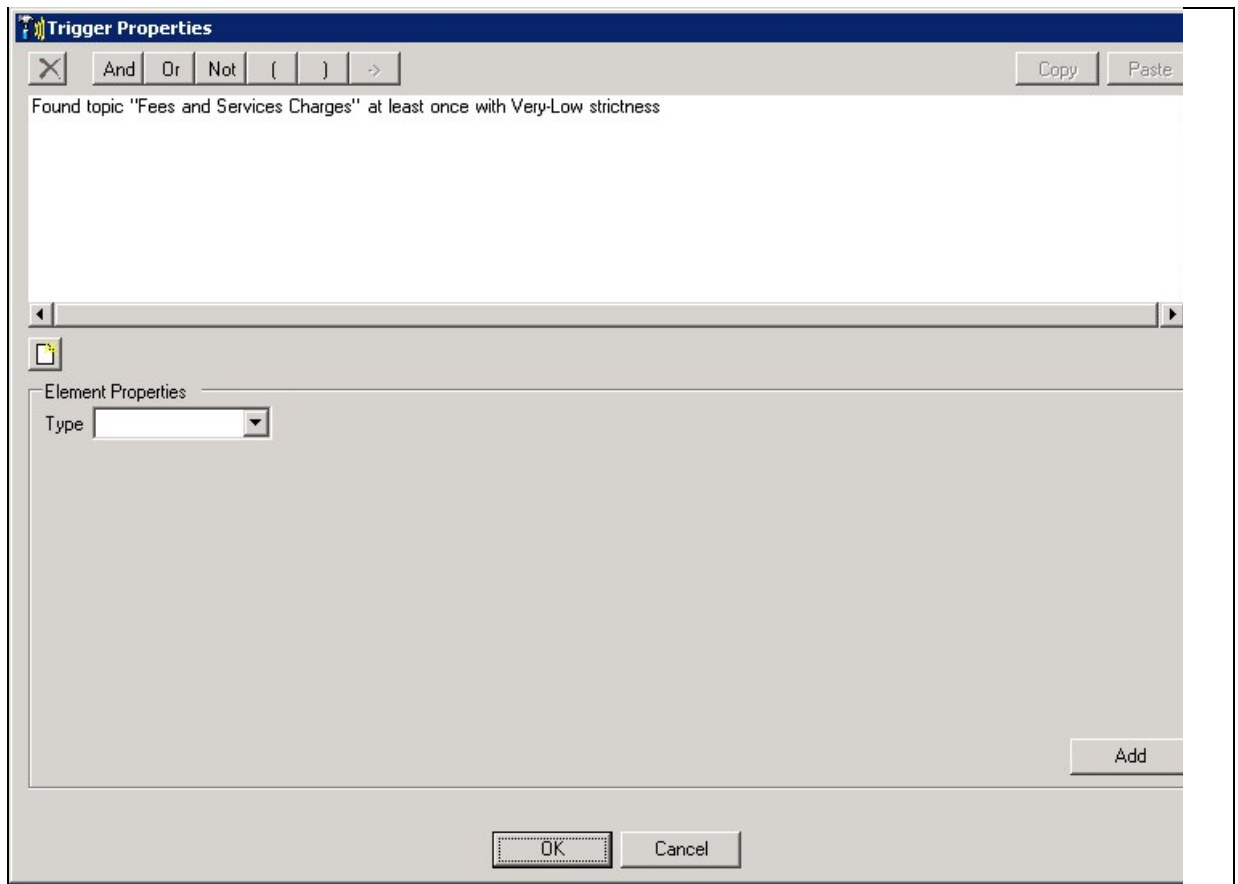 Trigger Properties
And Or Not ( ) -> Copy Paste
Found topic "Fees and Services Charges" at least once with Very-Low strictness
Element Properties
Type
Add
OK Cancel